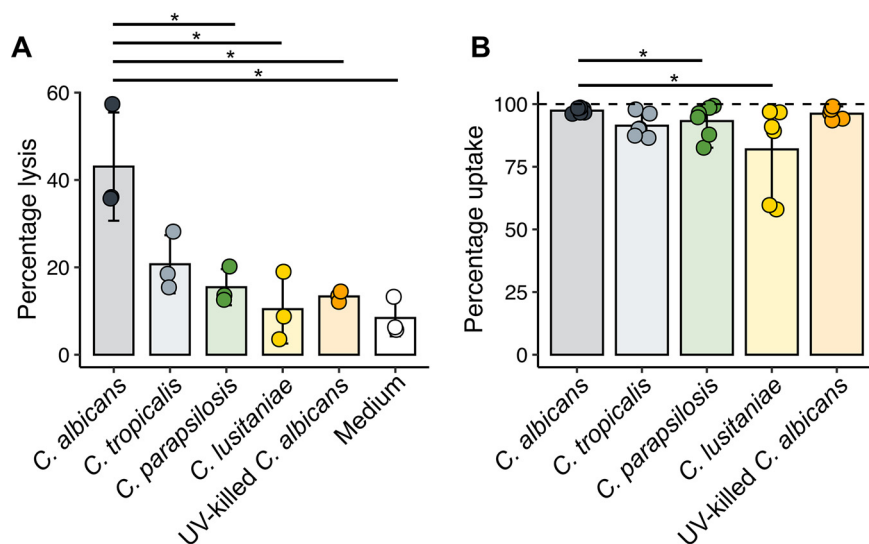 A
*
*
*
*
Percentage lysis
60
40
20
0
C. albicans
C. tropicalis
C. parapsilosis
C. lusitaniae
UV-killed C. albicans
Medium
B
*
*
Percentage uptake
100
75
50
25
0
C. albicans
C. tropicalis
C. parapsilosis
C. lusitaniae
UV-killed C. albicans